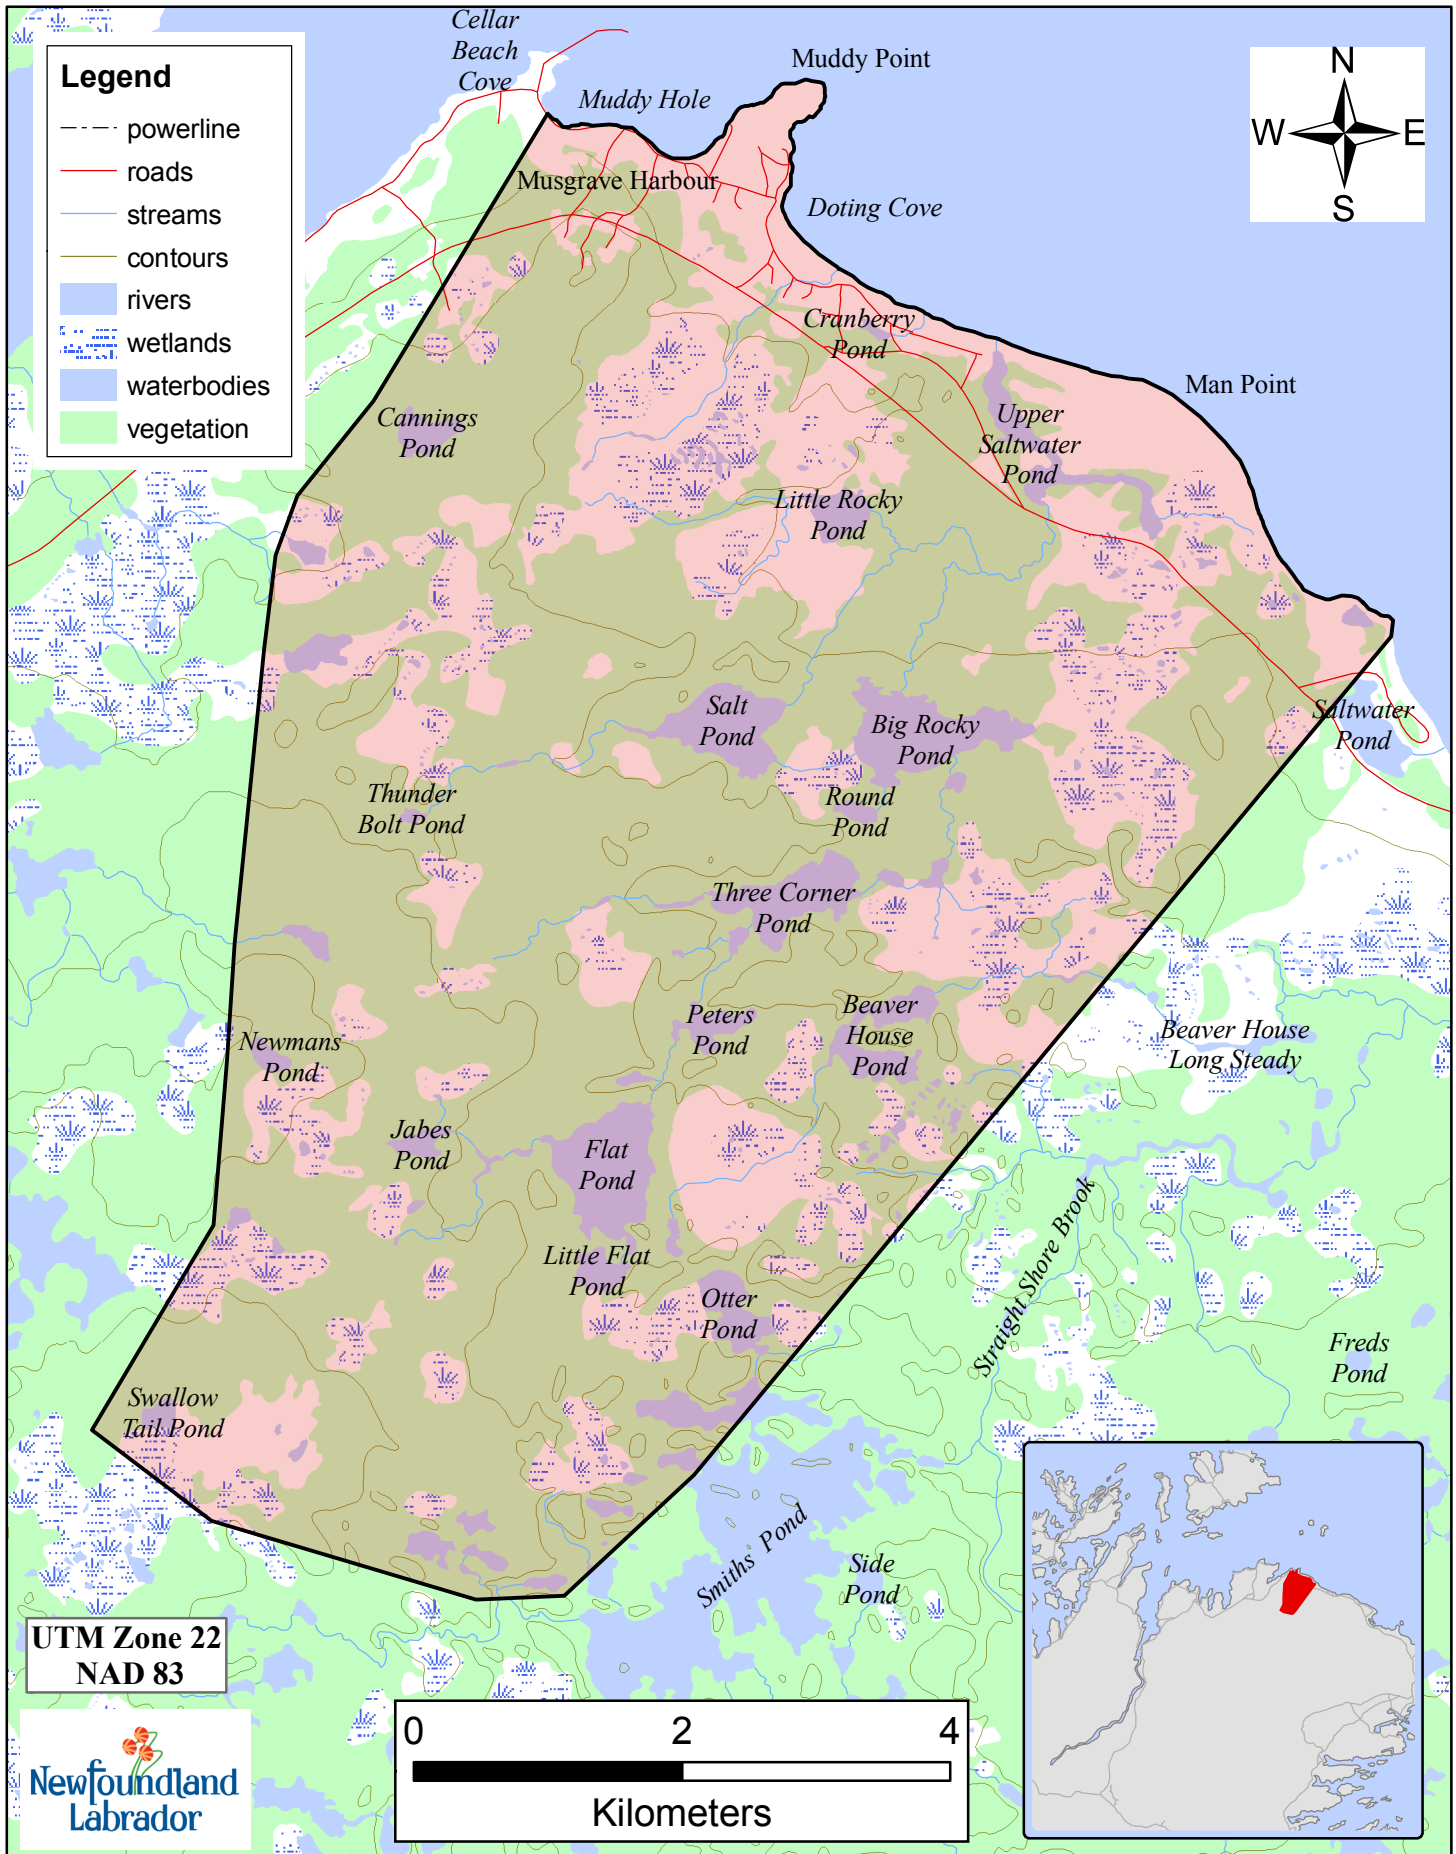 Cellar
Beach
Cove
Muddy Point
Muddy Hole
Legend
powerline
roads
streams
contours
rivers
wetlands
waterbodies
vegetation
N
W
E
S
Musgrave Harbour
Doting Cove
Cranberry
Pond
Man Point
Cannings
Pond
Upper
Saltwater
Pond
Little Rocky
Pond
Salt
Pond
Big Rocky
Pond
Saltwater
Pond
Thunder
Bolt Pond
Round
Pond
Three Corner
Pond
Peters
Pond
Beaver
House
Pond
Beaver House
Long Steady
Newmans
Pond
Jabes
Pond
Flat
Pond
Straight Shore Brook
Little Flat
Pond
Otter
Pond
Freds
Pond
Swallow
Tail Pond
Smiths Pond
Side
Pond
UTM Zone 22
NAD 83
0 2 4
Kilometers
Newfoundland
Labrador